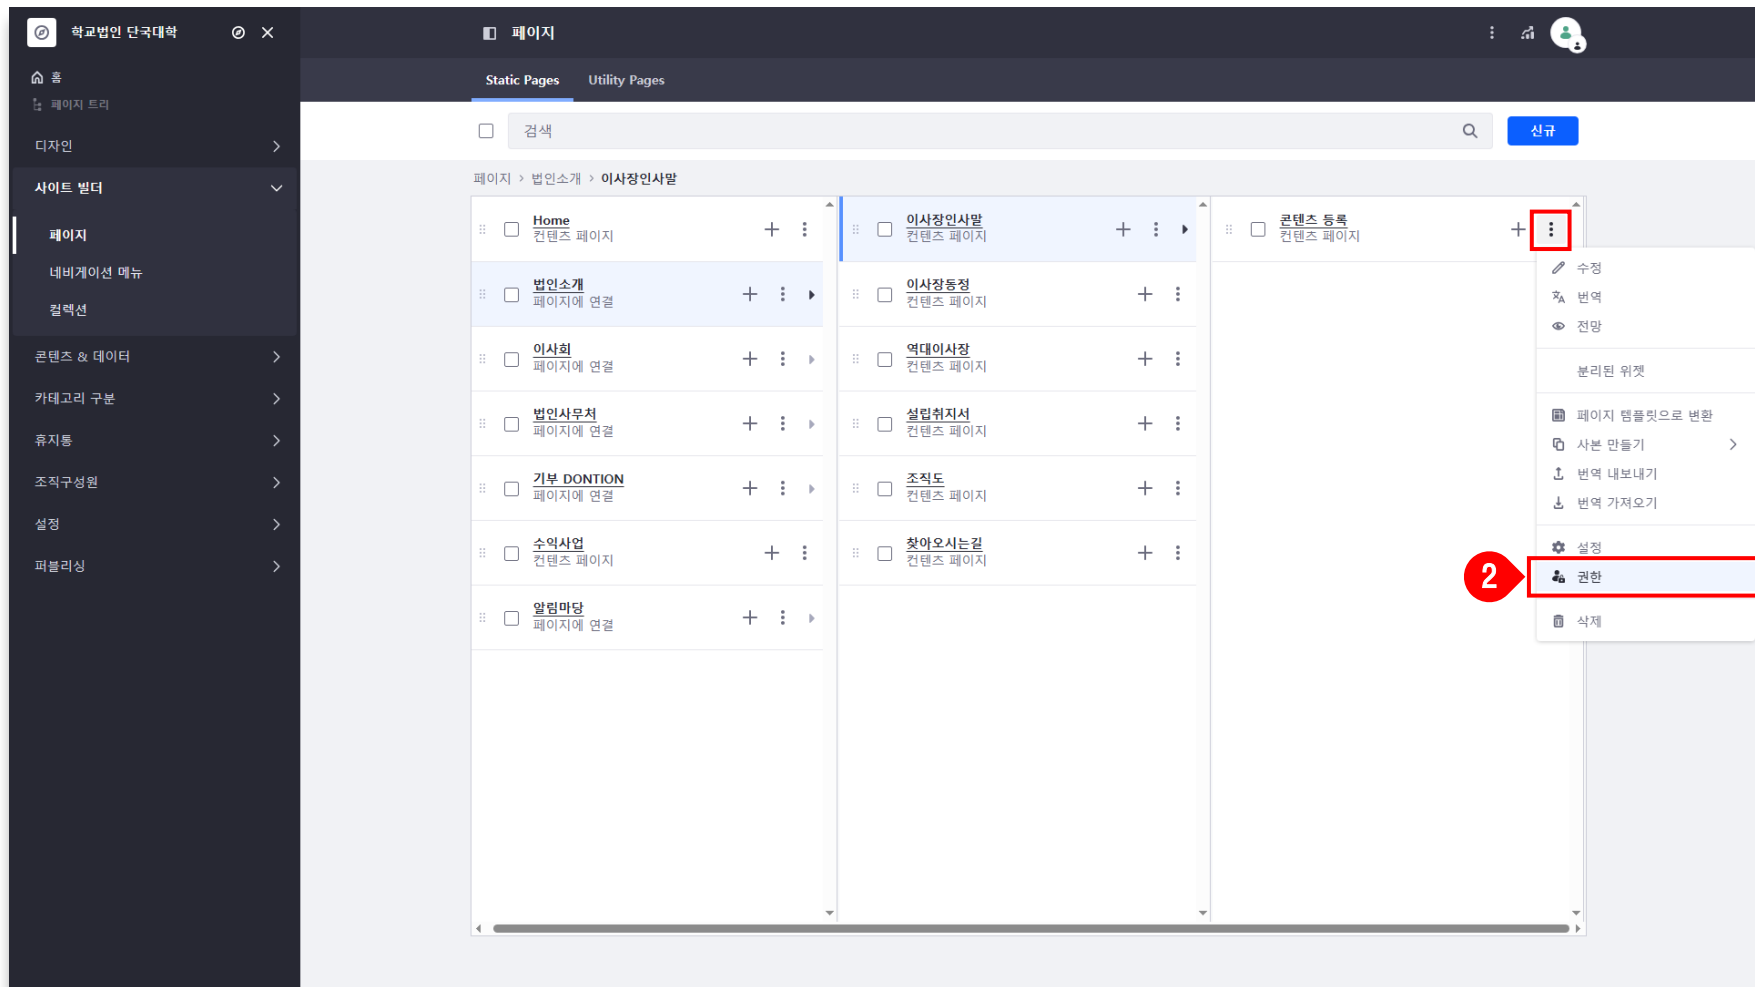 학교법인 단국대학
홈
페이지 트리
디자인
사이트 빌더
페이지
네비게이션 메뉴
컬렉션
콘텐츠 & 데이터
카테고리 구분
휴지통
조직구성원
설정
퍼블리싱
페이지
Static Pages
Utility Pages
검색
신규
페이지 > 법인소개 > 이사장인사말
Home
컨텐츠 페이지
법인소개
페이지에 연결
이사회
페이지에 연결
법인사무처
페이지에 연결
기부 DONTION
페이지에 연결
수익사업
컨텐츠 페이지
알림마당
페이지에 연결
이사장인사말
컨텐츠 페이지
이사장동정
컨텐츠 페이지
역대이사장
컨텐츠 페이지
설립취지서
컨텐츠 페이지
조직도
컨텐츠 페이지
찾아오시는길
컨텐츠 페이지
콘텐츠 등록
컨텐츠 페이지
수정
번역
전망
분리된 위젯
페이지 템플릿으로 변환
사본 만들기
번역 내보내기
번역 가져오기
설정
2
권한
삭제